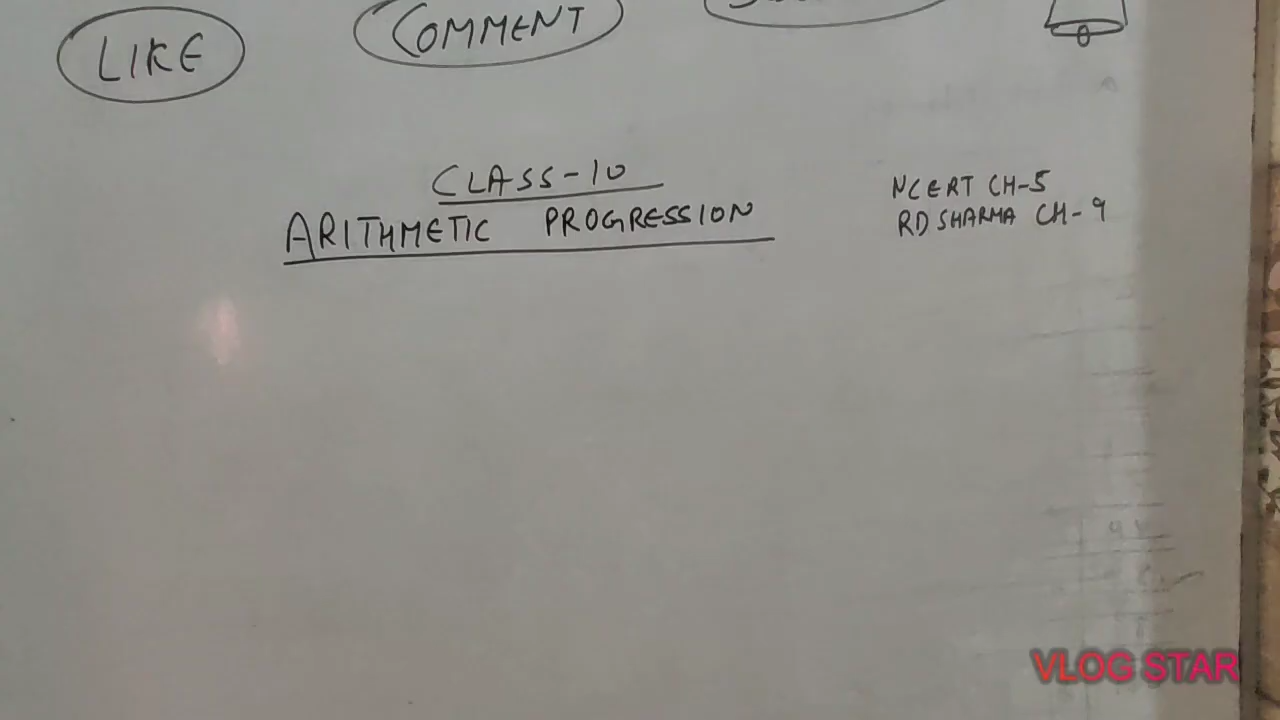 LIKE
COMMENT
CLASS-10
ARITHMETIC PROGRESSION
NCERT CH-5
RD SHARMA CH-9
VLOG STAR